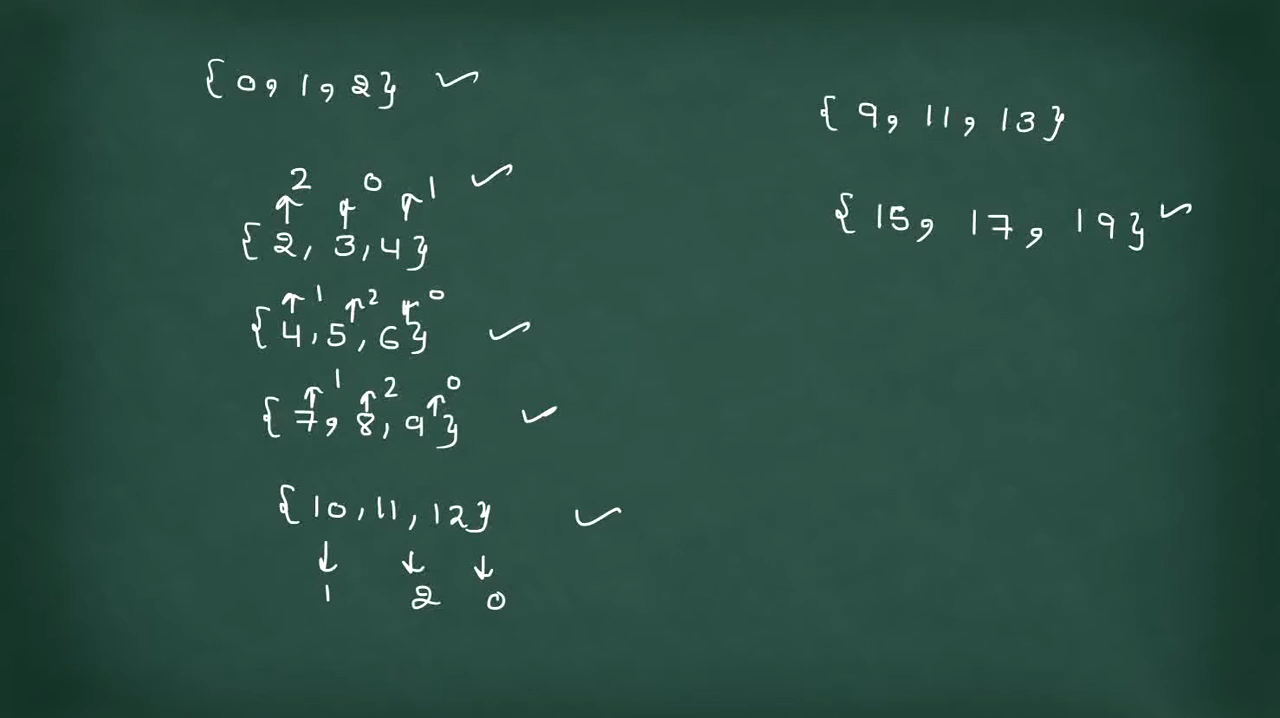 {0, 1, 2} ✓
2 0 1 ✓
↑ ↑ ↑
{2, 3, 4}
↑1 ↑2 ↑0
{4, 5, 6} ✓
↑1 ↑2 ↑0
{7, 8, 9} ✓
{10, 11, 12} ✓
↓ ↓ ↓
1 2 0
{9, 11, 13}
{15, 17, 19} ✓